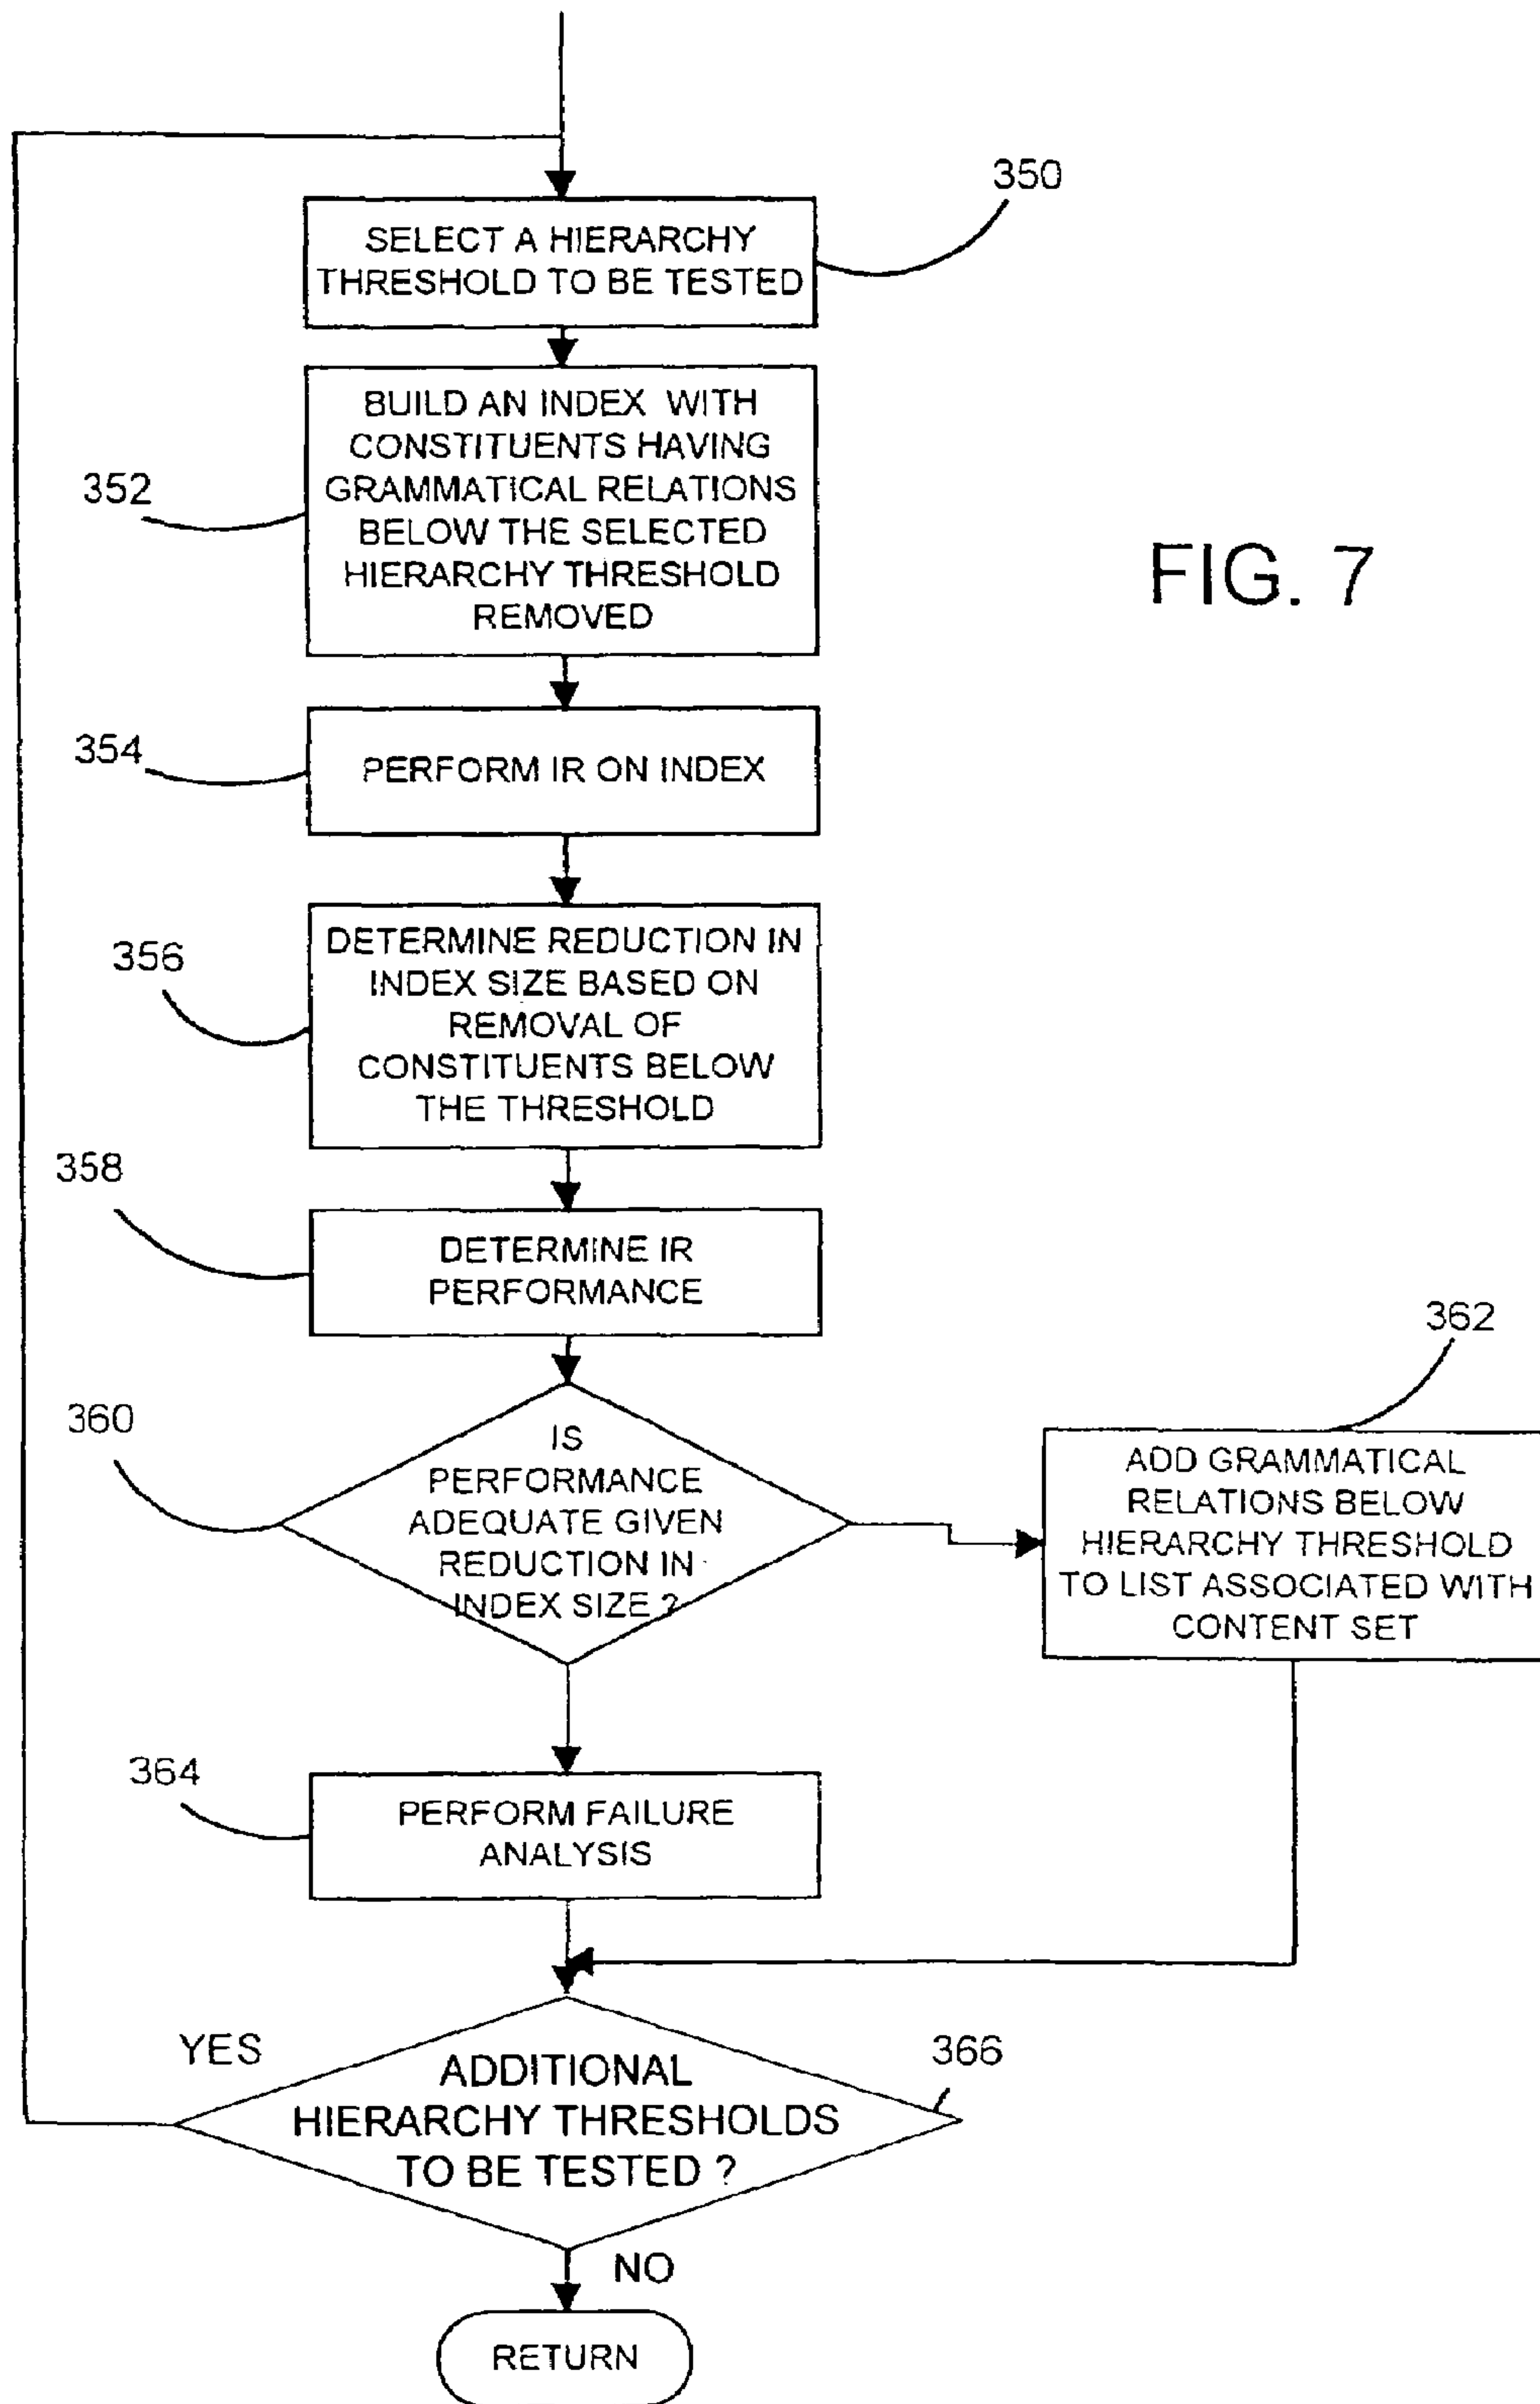 350
SELECT A HIERARCHY
THRESHOLD TO BE TESTED
352
BUILD AN INDEX WITH
CONSTITUENTS HAVING
GRAMMATICAL RELATIONS
BELOW THE SELECTED
HIERARCHY THRESHOLD
REMOVED
FIG. 7
354
PERFORM IR ON INDEX
356
DETERMINE REDUCTION IN
INDEX SIZE BASED ON
REMOVAL OF
CONSTITUENTS BELOW
THE THRESHOLD
358
DETERMINE IR
PERFORMANCE
360
IS
PERFORMANCE
ADEQUATE GIVEN
REDUCTION IN
INDEX SIZE ?
362
ADD GRAMMATICAL
RELATIONS BELOW
HIERARCHY THRESHOLD
TO LIST ASSOCIATED WITH
CONTENT SET
364
PERFORM FAILURE
ANALYSIS
YES
366
ADDITIONAL
HIERARCHY THRESHOLDS
TO BE TESTED ?
NO
RETURN